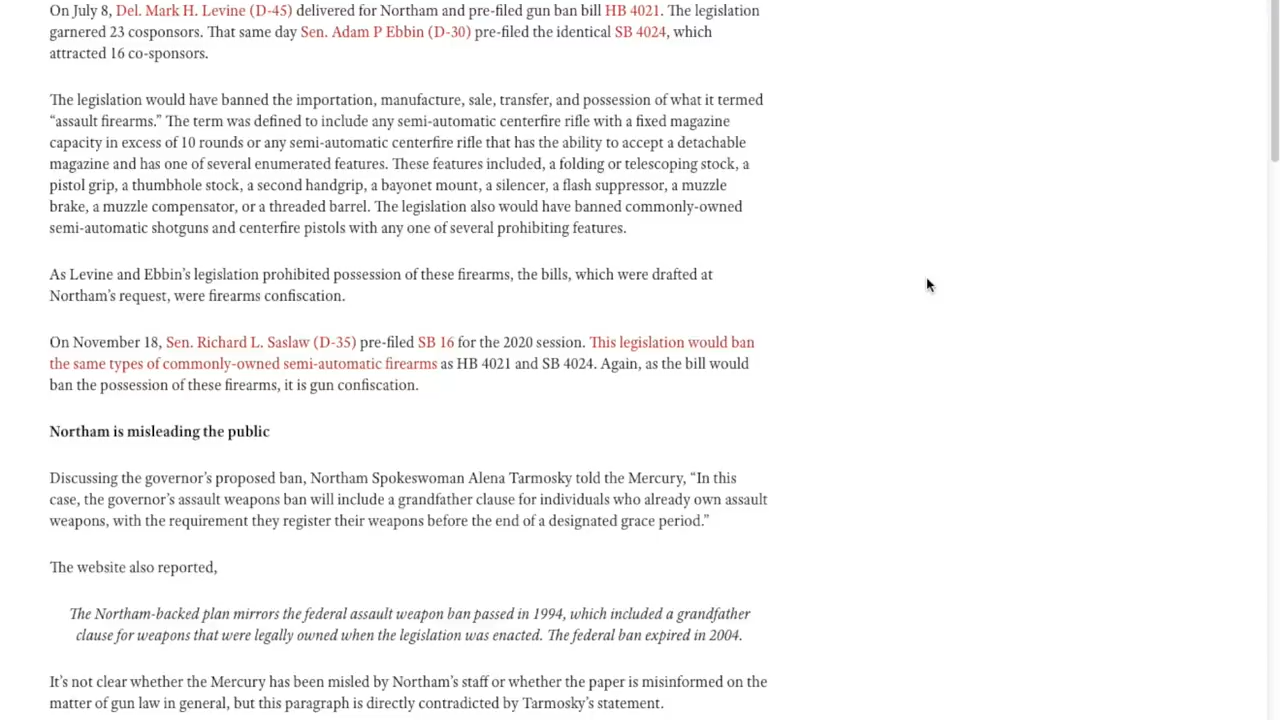 On July 8, Del. Mark H. Levine (D-45) delivered for Northam and pre-filed gun ban bill HB 4021. The legislation
garnered 23 cosponsors. That same day Sen. Adam P Ebbin (D-30) pre-filed the identical SB 4024, which
attracted 16 co-sponsors.
The legislation would have banned the importation, manufacture, sale, transfer, and possession of what it termed
“assault firearms.” The term was defined to include any semi-automatic centerfire rifle with a fixed magazine
capacity in excess of 10 rounds or any semi-automatic centerfire rifle that has the ability to accept a detachable
magazine and has one of several enumerated features. These features included, a folding or telescoping stock, a
pistol grip, a thumbhole stock, a second handgrip, a bayonet mount, a silencer, a flash suppressor, a muzzle
brake, a muzzle compensator, or a threaded barrel. The legislation also would have banned commonly-owned
semi-automatic shotguns and centerfire pistols with any one of several prohibiting features.
As Levine and Ebbin’s legislation prohibited possession of these firearms, the bills, which were drafted at
Northam’s request, were firearms confiscation.
On November 18, Sen. Richard L. Saslaw (D-35) pre-filed SB 16 for the 2020 session. This legislation would ban
the same types of commonly-owned semi-automatic firearms as HB 4021 and SB 4024. Again, as the bill would
ban the possession of these firearms, it is gun confiscation.
Northam is misleading the public
Discussing the governor’s proposed ban, Northam Spokeswoman Alena Tarmosky told the Mercury, “In this
case, the governor’s assault weapons ban will include a grandfather clause for individuals who already own assault
weapons, with the requirement they register their weapons before the end of a designated grace period.”
The website also reported,
The Northam-backed plan mirrors the federal assault weapon ban passed in 1994, which included a grandfather
clause for weapons that were legally owned when the legislation was enacted. The federal ban expired in 2004.
It’s not clear whether the Mercury has been misled by Northam’s staff or whether the paper is misinformed on the
matter of gun law in general, but this paragraph is directly contradicted by Tarmosky’s statement.